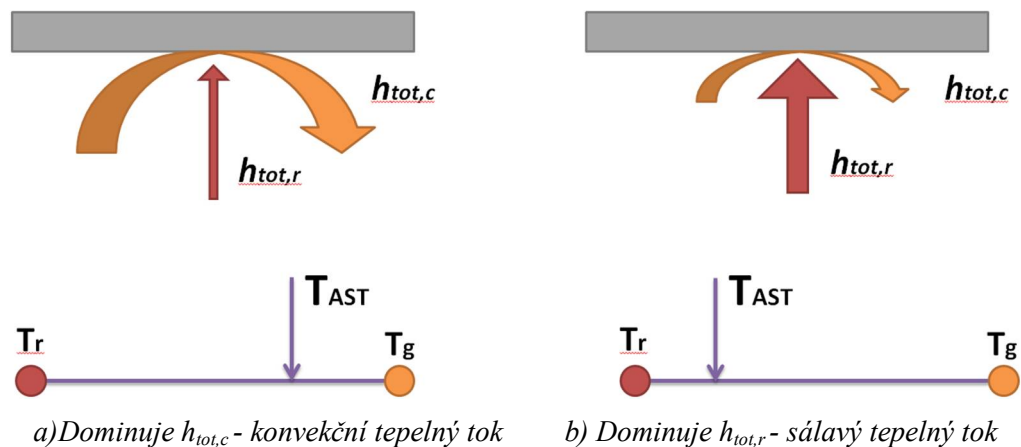 htot,c
htot,r
htot,c
htot,r
TAST
Tr
Tg
TAST
Tr
Tg
a)Dominuje htot,c - konvekční tepelný tok
b) Dominuje htot,r - sálavý tepelný tok